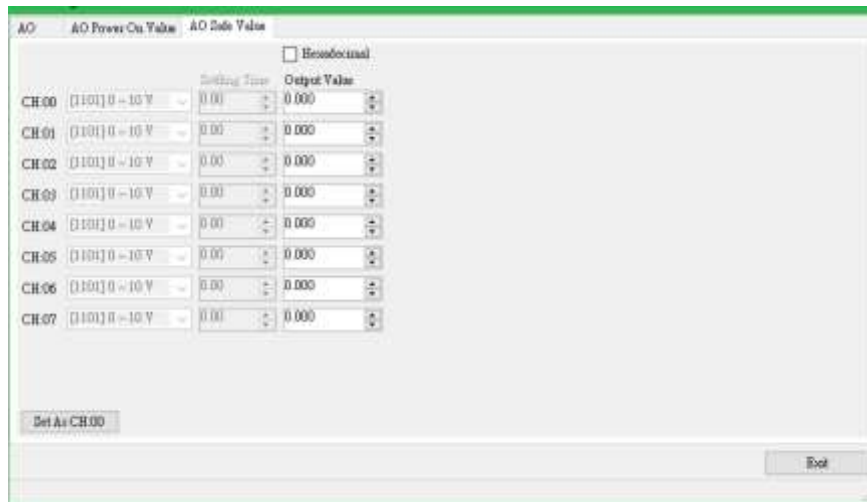 AO AO Power On Value AO Safe Value
Hexadecimal
Settling Time Output Value
CH:00 [1101] 0 ~ 10 V 0.00 0.000
CH:01 [1101] 0 ~ 10 V 0.00 0.000
CH:02 [1101] 0 ~ 10 V 0.00 0.000
CH:03 [1101] 0 ~ 10 V 0.00 0.000
CH:04 [1101] 0 ~ 10 V 0.00 0.000
CH:05 [1101] 0 ~ 10 V 0.00 0.000
CH:06 [1101] 0 ~ 10 V 0.00 0.000
CH:07 [1101] 0 ~ 10 V 0.00 0.000
Set As CH:00
Exit